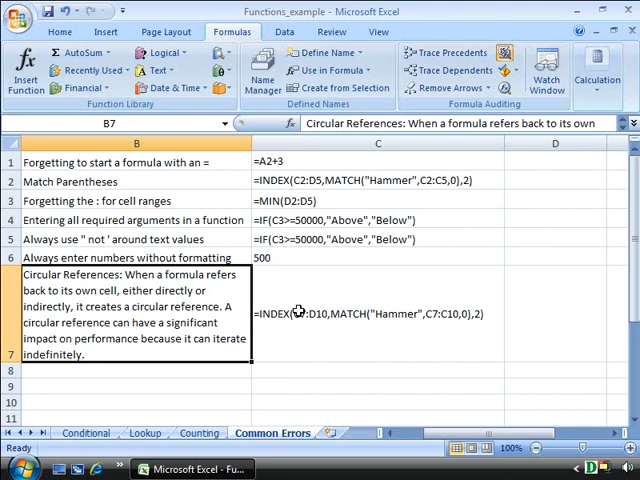 Functions_example - Microsoft Excel
Home Insert Page Layout Formulas Data Review View
Insert Function
AutoSum
Recently Used
Financial
Logical
Text
Date & Time
Function Library
Name Manager
Define Name
Use in Formula
Create from Selection
Defined Names
Trace Precedents
Trace Dependents
Remove Arrows
Formula Auditing
Watch Window
Calculation
B7
Circular References: When a formula refers back to its own
B C D
1 Forgetting to start a formula with an = =A2+3
2 Match Parentheses =INDEX(C2:D5,MATCH("Hammer",C2:C5,0),2)
3 Forgetting the : for cell ranges =MIN(D2:D5)
4 Entering all required arguments in a function =IF(C3>=50000,"Above","Below")
5 Always use " not ' around text values =IF(C3>=50000,"Above","Below")
6 Always enter numbers without formatting 500
Circular References: When a formula refers
back to its own cell, either directly or
indirectly, it creates a circular reference. A
circular reference can have a significant
impact on performance because it can iterate
7 indefinitely.
=INDEX( :D10,MATCH("Hammer",C7:C10,0),2)
8
9
10
11
Conditional Lookup Counting Common Errors
Ready 100%
Microsoft Excel - Fu...